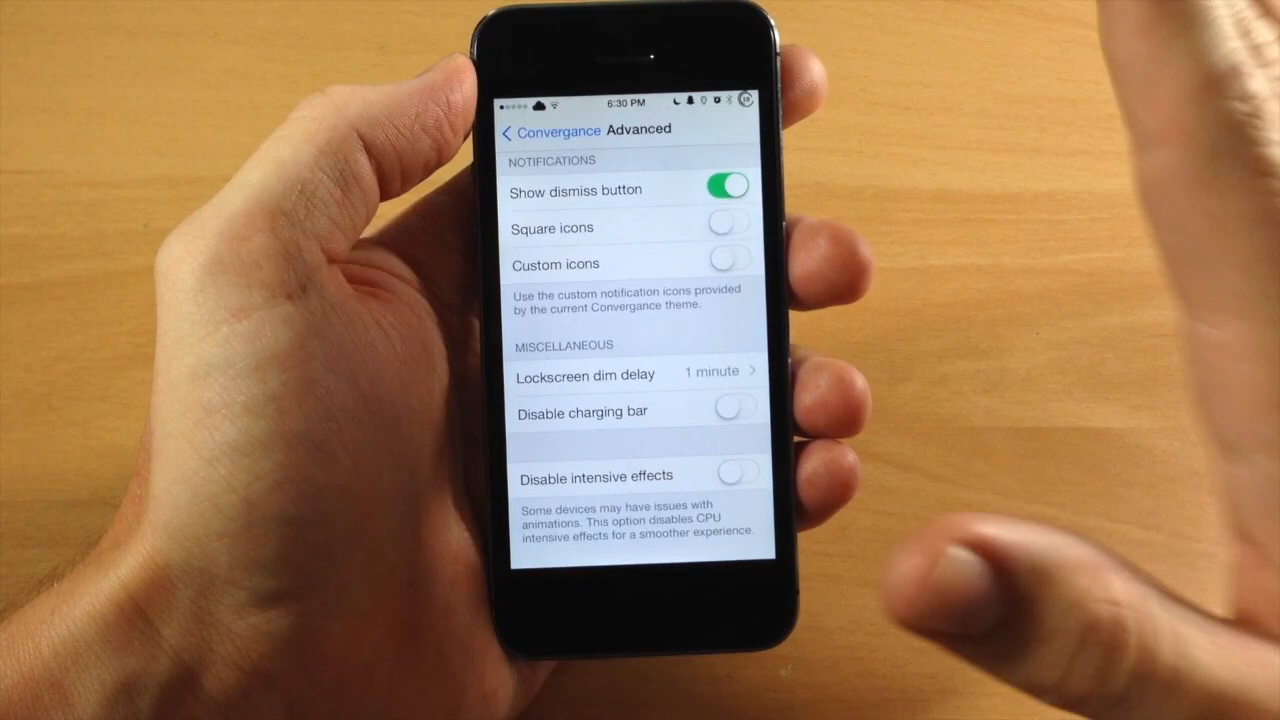 6:30 PM
Convergance Advanced
NOTIFICATIONS
Show dismiss button
Square icons
Custom icons
Use the custom notification icons provided
by the current Convergance theme.
MISCELLANEOUS
Lockscreen dim delay 1 minute
Disable charging bar
Disable intensive effects
Some devices may have issues with
animations. This option disables CPU
intensive effects for a smoother experience.